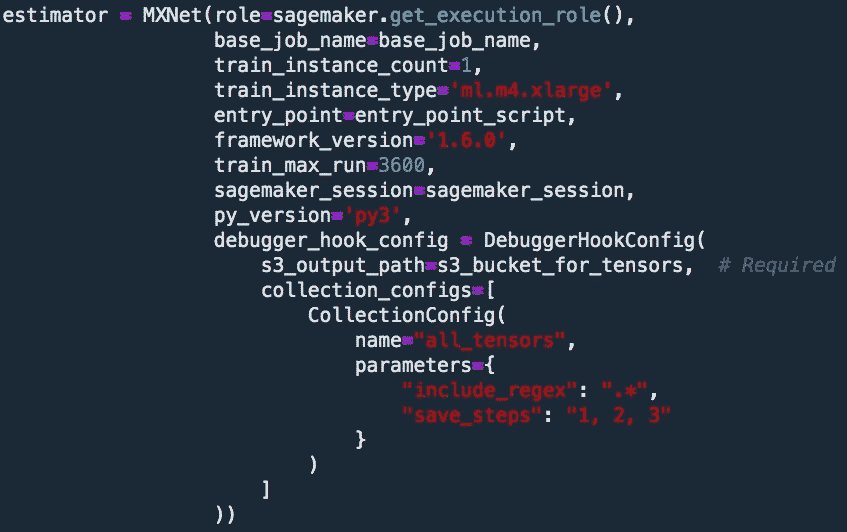 estimator = MXNet(role=sagemaker.get_execution_role(),
                  base_job_name=base_job_name,
                  train_instance_count=1,
                  train_instance_type='ml.m4.xlarge',
                  entry_point=entry_point_script,
                  framework_version='1.6.0',
                  train_max_run=3600,
                  sagemaker_session=sagemaker_session,
                  py_version='py3',
                  debugger_hook_config = DebuggerHookConfig(
                      s3_output_path=s3_bucket_for_tensors,  # Required
                      collection_configs=[
                          CollectionConfig(
                              name="all_tensors",
                              parameters={
                                  "include_regex": ".*",
                                  "save_steps": "1, 2, 3"
                              }
                          )
                      ]
                  ))